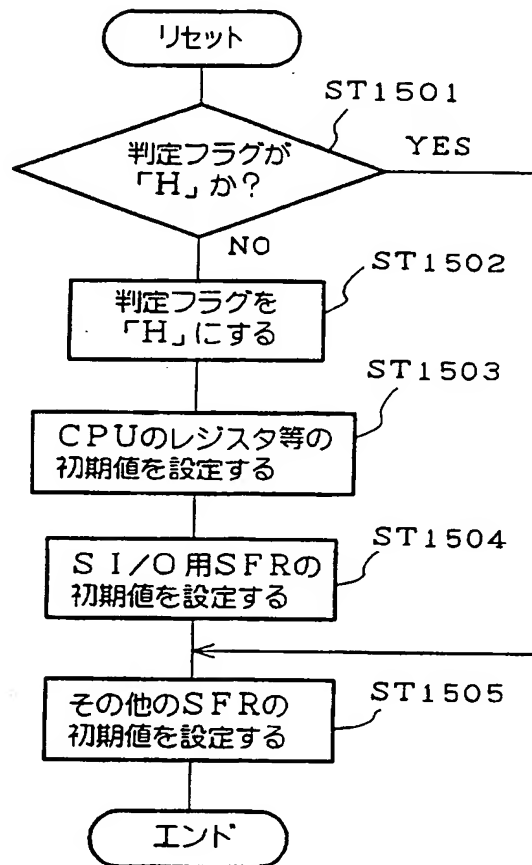 リセット
ST1501
判定フラグが
「H」か?
YES
NO
ST1502
判定フラグを
「H」にする
ST1503
CPUのレジスタ等の
初期値を設定する
ST1504
SI/O用SFRの
初期値を設定する
ST1505
その他のSFRの
初期値を設定する
エンド